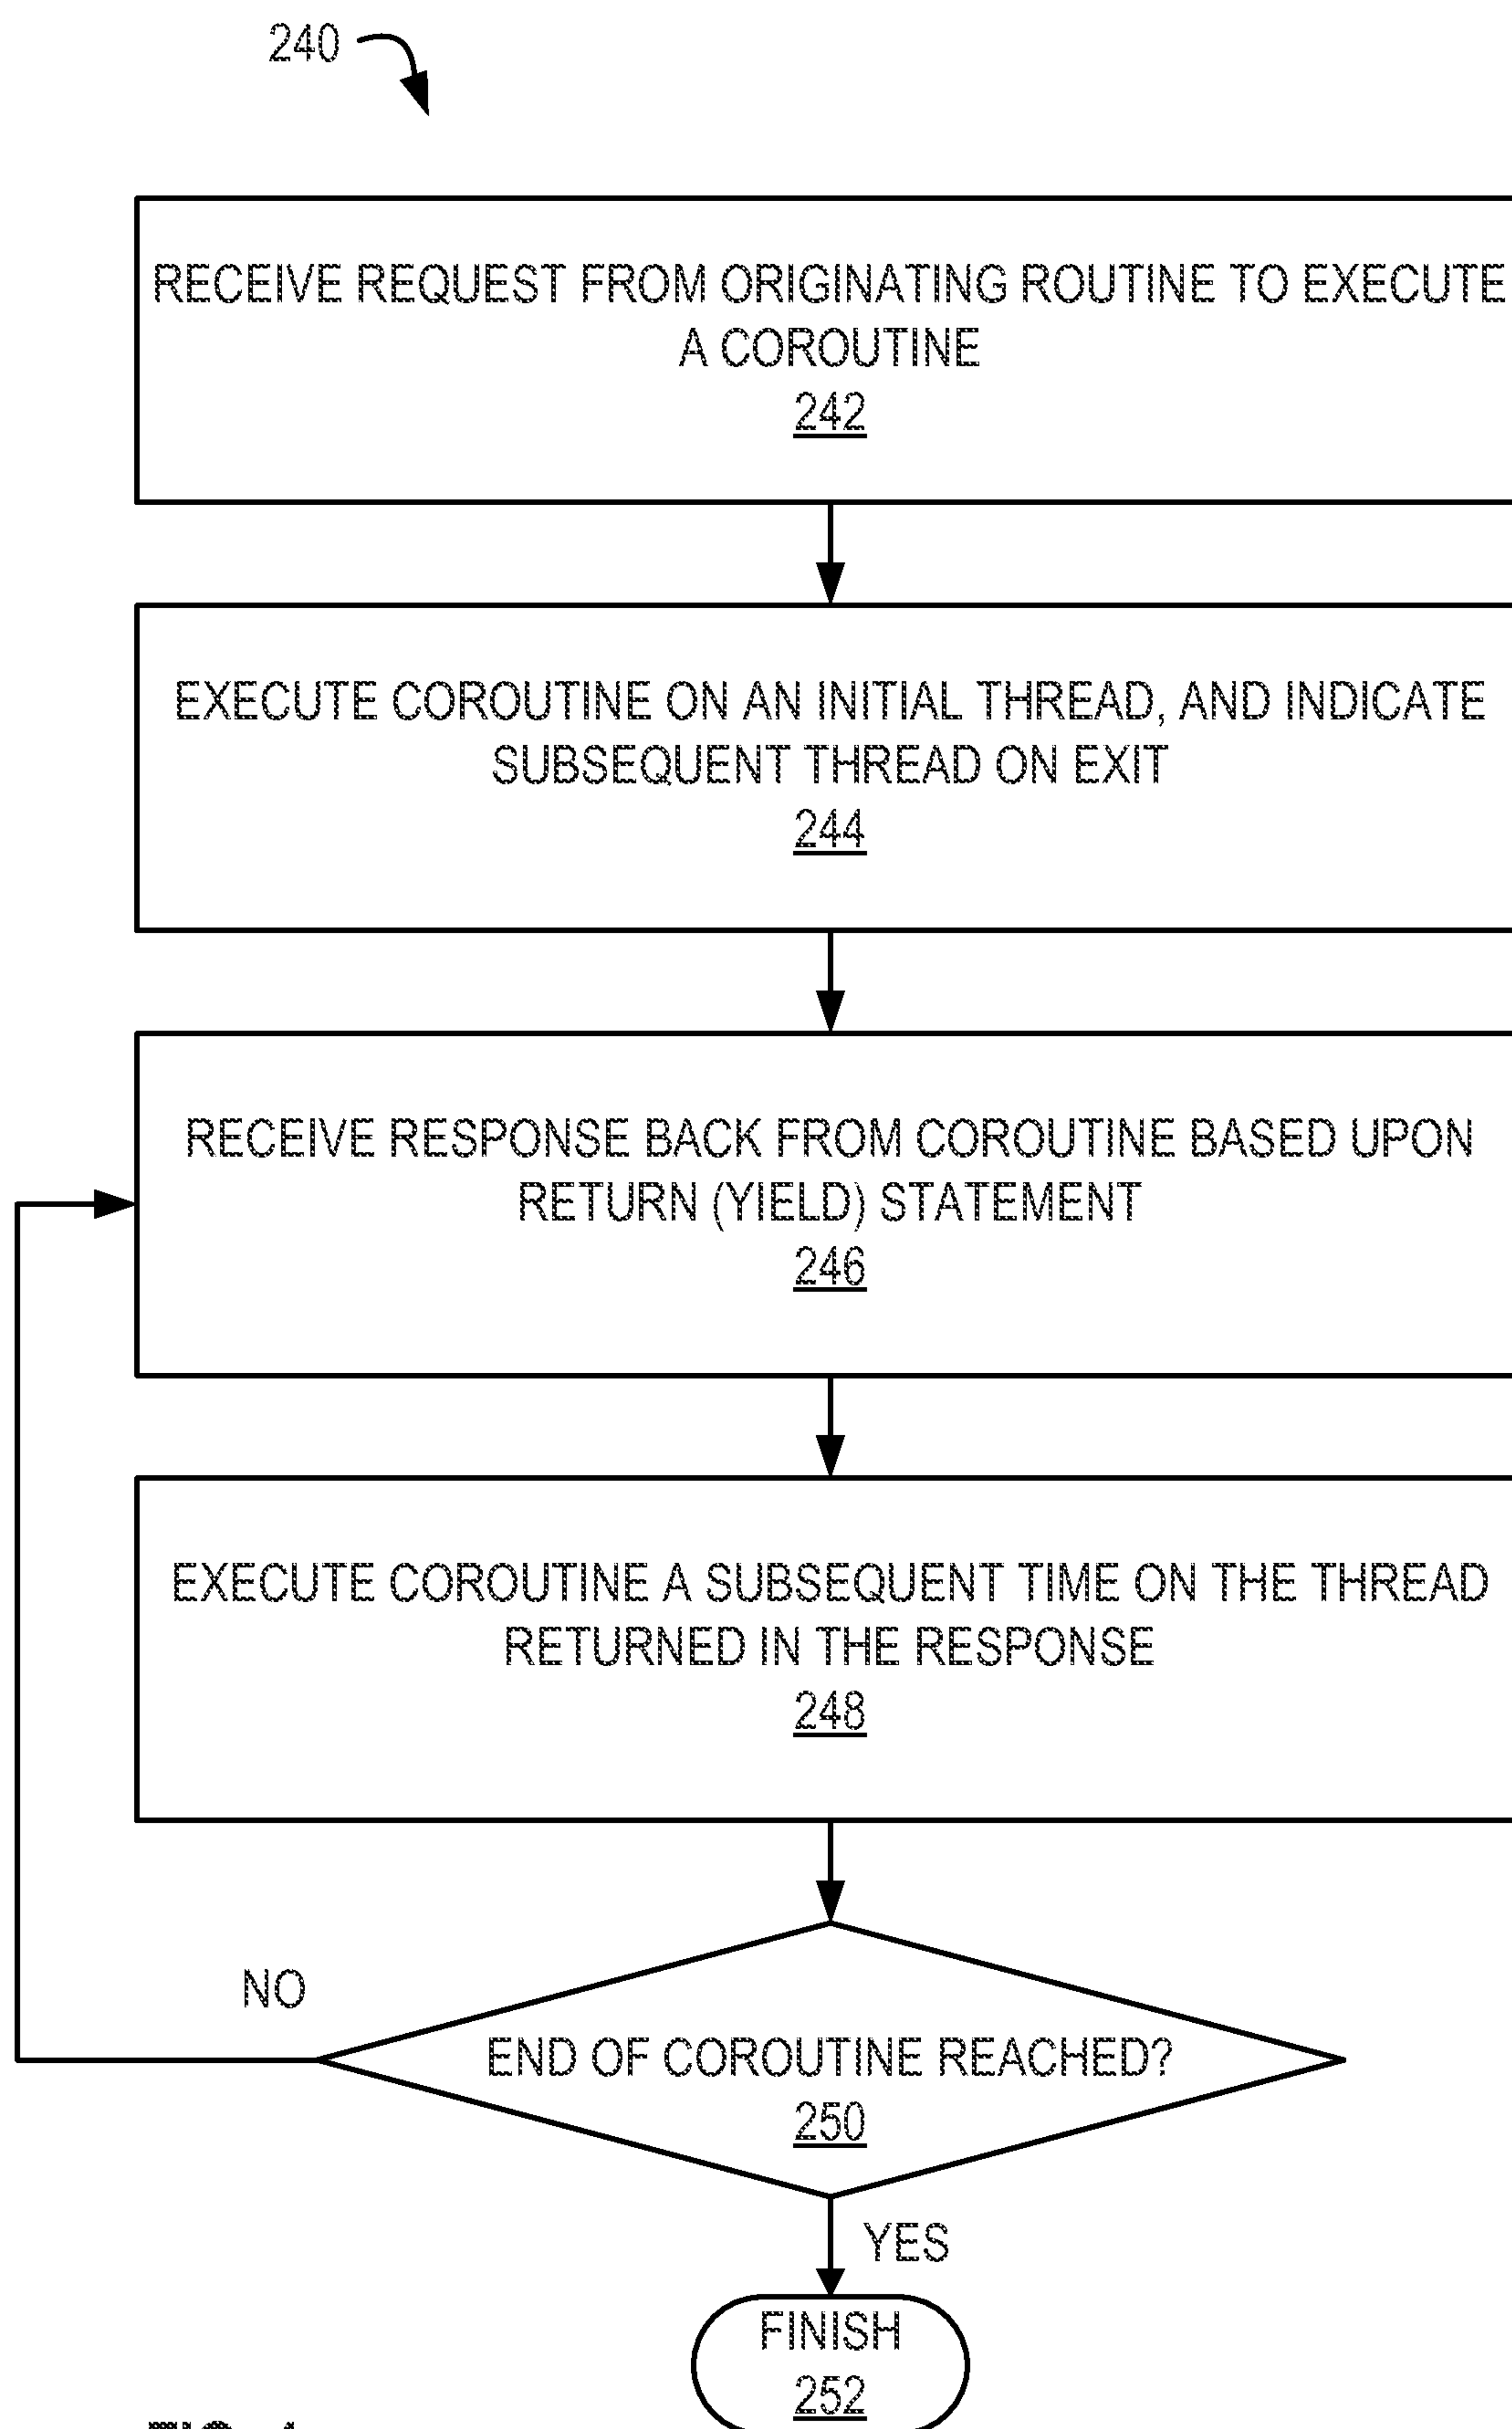 240
RECEIVE REQUEST FROM ORIGINATING ROUTINE TO EXECUTE
A COROUTINE
242
EXECUTE COROUTINE ON AN INITIAL THREAD, AND INDICATE
SUBSEQUENT THREAD ON EXIT
244
RECEIVE RESPONSE BACK FROM COROUTINE BASED UPON
RETURN (YIELD) STATEMENT
246
EXECUTE COROUTINE A SUBSEQUENT TIME ON THE THREAD
RETURNED IN THE RESPONSE
248
NO
END OF COROUTINE REACHED?
250
YES
FINISH
252